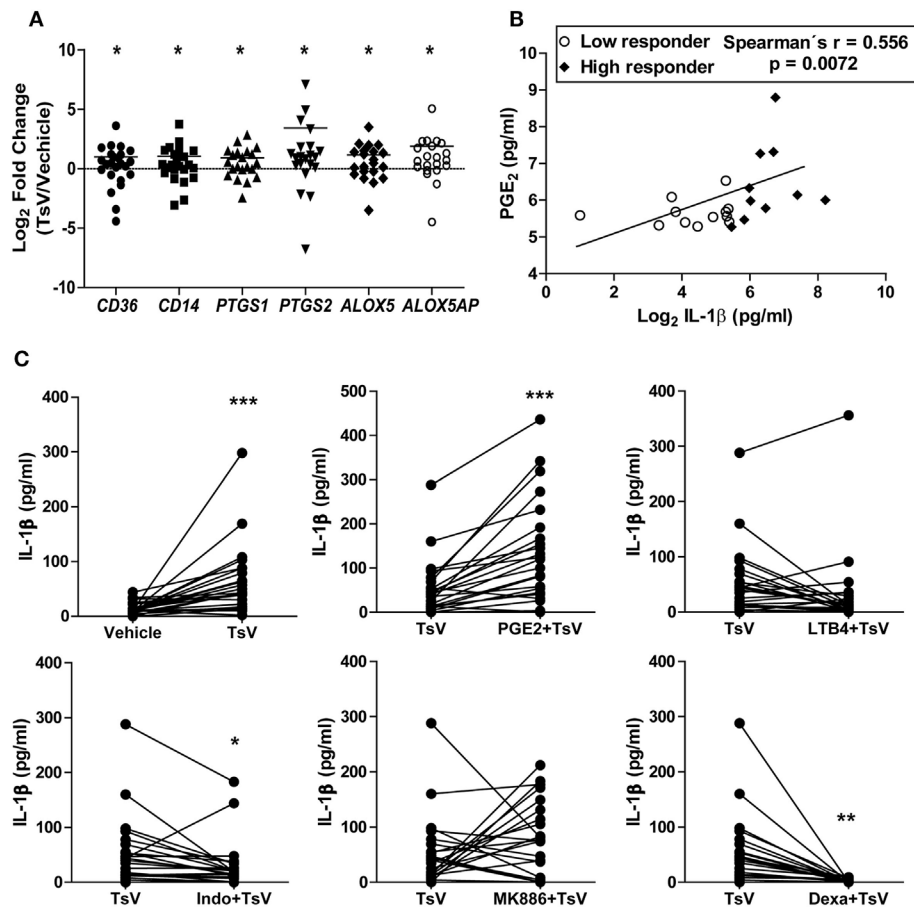 A
* * * * * *
Log2 Fold Change
(TsV/Vechicle)
10
5
0
-5
-10
CD36 CD14 PTGS1 PTGS2 ALOX5 ALOX5AP
B
Low responder Spearman´s r = 0.556
High responder p = 0.0072
PGE2 (pg/ml)
10
9
8
7
6
5
4
0 2 4 6 8 10
Log2 IL-1β (pg/ml)
C
IL-1β (pg/ml)
400
300
200
100
0
***
Vehicle TsV
IL-1β (pg/ml)
500
400
300
200
100
0
***
TsV PGE2+TsV
IL-1β (pg/ml)
400
300
200
100
0
TsV LTB4+TsV
IL-1β (pg/ml)
400
300
200
100
0
*
TsV Indo+TsV
IL-1β (pg/ml)
400
300
200
100
0
TsV MK886+TsV
IL-1β (pg/ml)
400
300
200
100
0
**
TsV Dexa+TsV